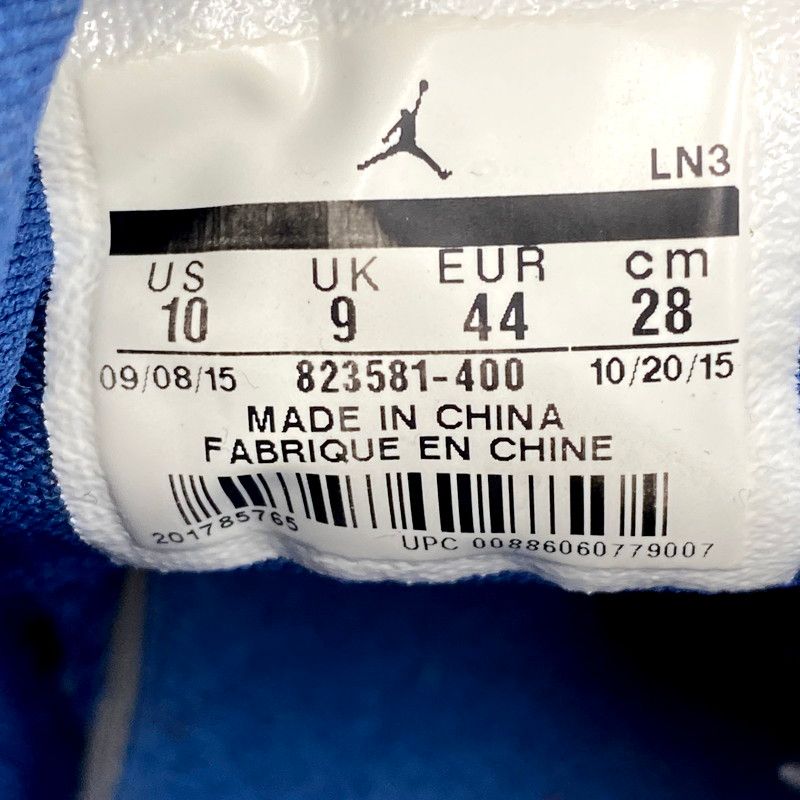 LN3
US UK EUR cm
10 9 44 28
09/08/15 823581-400 10/20/15
MADE IN CHINA
FABRIQUE EN CHINE
201785765
UPC 00886060779007